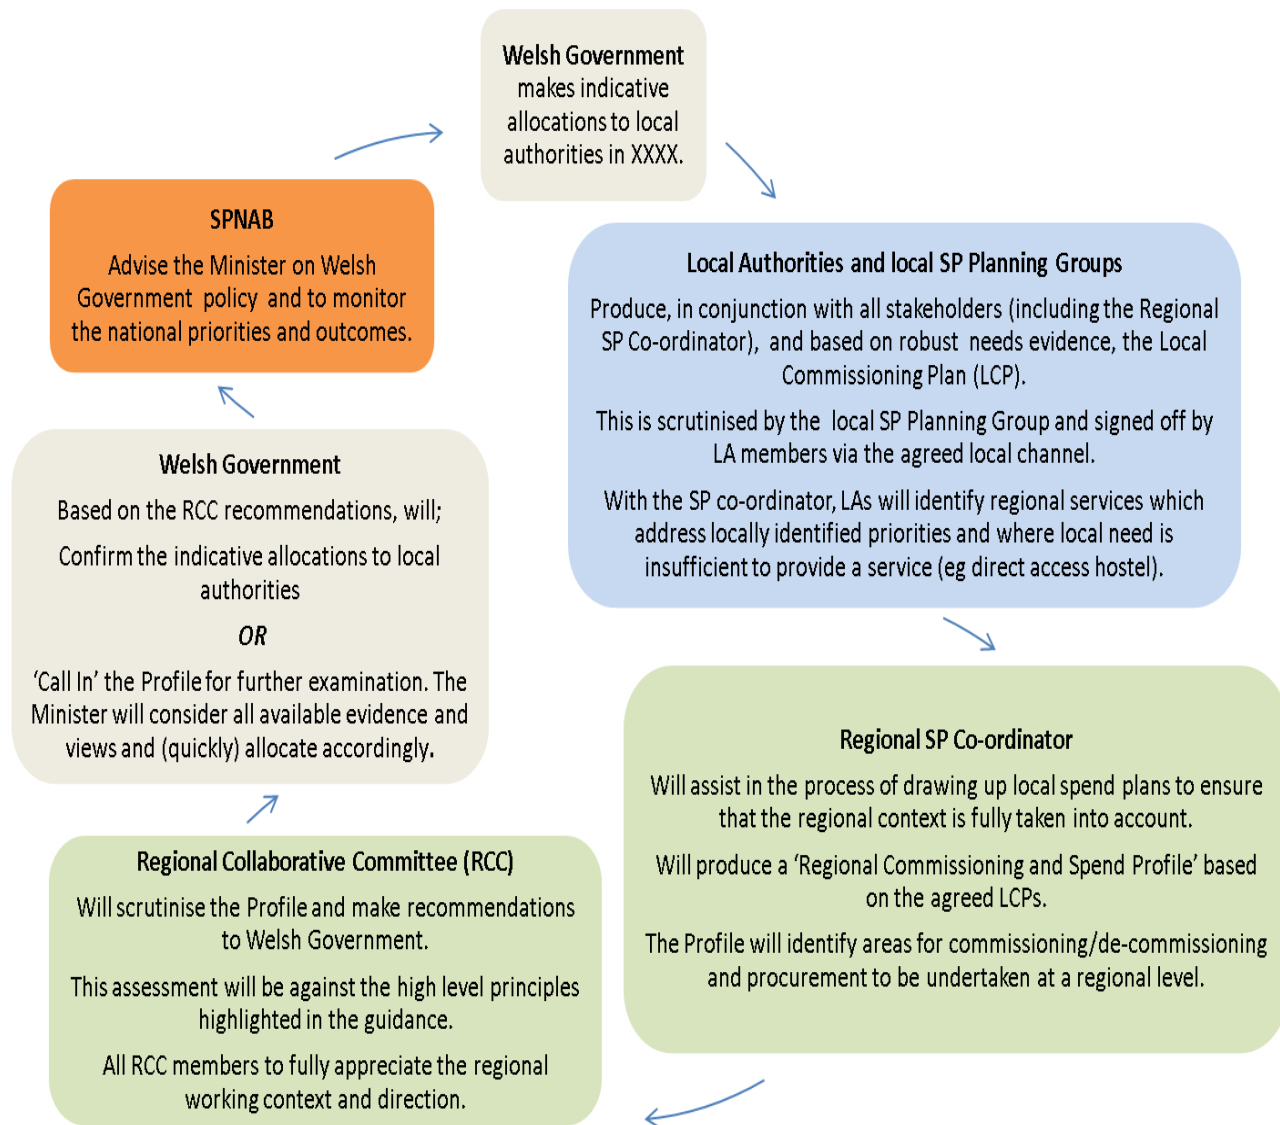 Welsh Government
makes indicative
allocations to local
authorities in XXXX.
Local Authorities and local SP Planning Groups
Produce, in conjunction with all stakeholders (including the Regional
SP Co-ordinator), and based on robust needs evidence, the Local
Commissioning Plan (LCP).
This is scrutinised by the local SP Planning Group and signed off by
LA members via the agreed local channel.
With the SP co-ordinator, LAs will identify regional services which
address locally identified priorities and where local need is
insufficient to provide a service (eg direct access hostel).
Regional SP Co-ordinator
Will assist in the process of drawing up local spend plans to ensure
that the regional context is fully taken into account.
Will produce a ‘Regional Commissioning and Spend Profile’ based
on the agreed LCPs.
The Profile will identify areas for commissioning/de-commissioning
and procurement to be undertaken at a regional level.
Regional Collaborative Committee (RCC)
Will scrutinise the Profile and make recommendations
to Welsh Government.
This assessment will be against the high level principles
highlighted in the guidance.
All RCC members to fully appreciate the regional
working context and direction.
Welsh Government
Based on the RCC recommendations, will;
Confirm the indicative allocations to local
authorities
OR
‘Call In’ the Profile for further examination. The
Minister will consider all available evidence and
views and (quickly) allocate accordingly.
SPNAB
Advise the Minister on Welsh
Government policy and to monitor
the national priorities and outcomes.